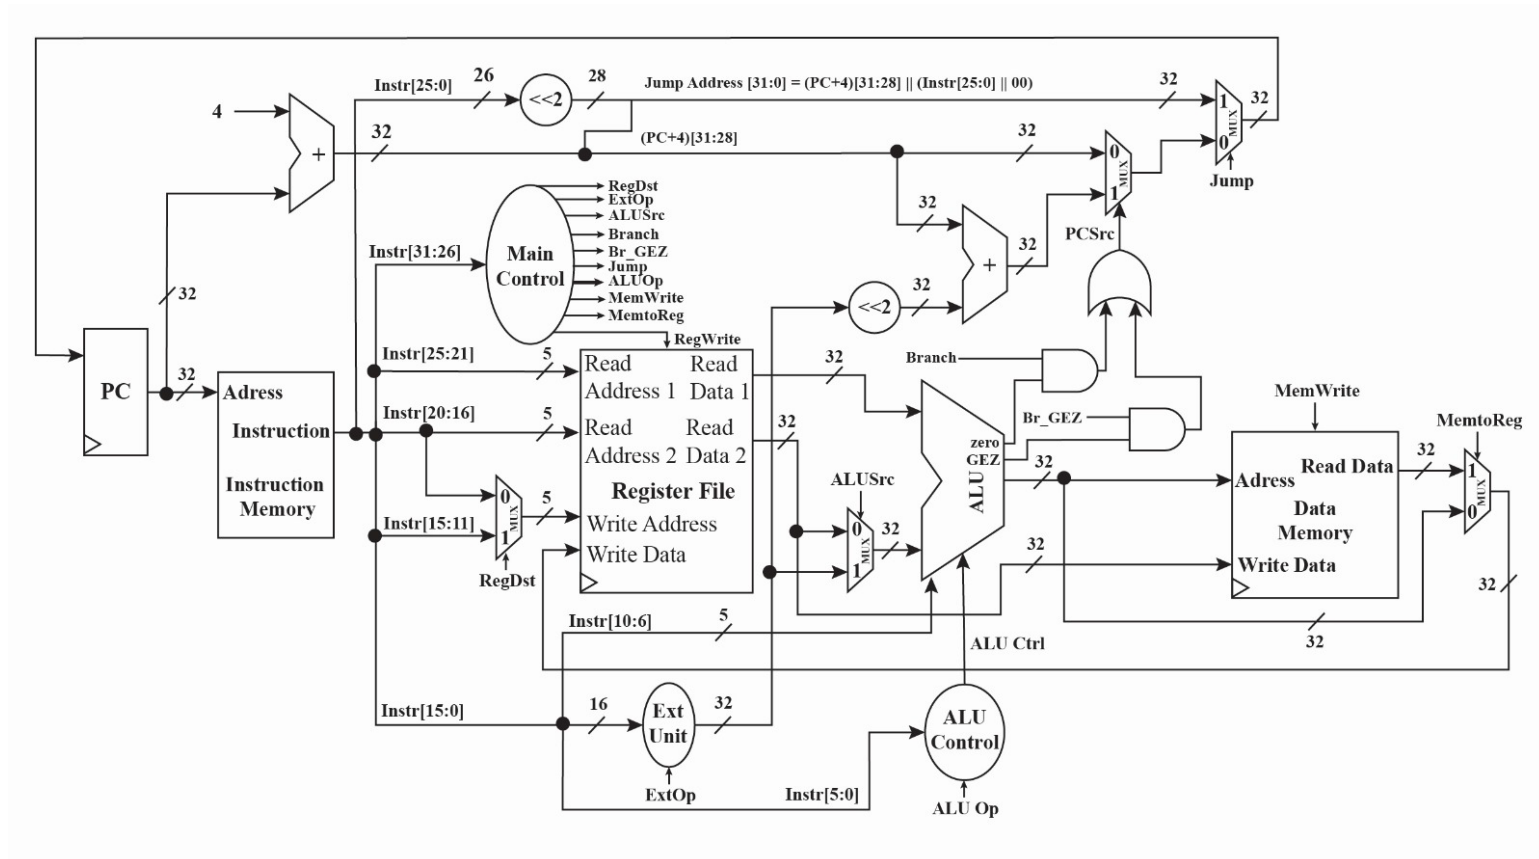 Instr[25:0]
26
<<2
28
Jump Address [31:0] = (PC+4)[31:28] || (Instr[25:0] || 00)
32
1
MUX
0
32
Jump
4
+
32
(PC+4)[31:28]
32
0
MUX
1
PCSrc
32
+
32
<<2
32
Instr[31:26]
Main
Control
RegDst
ExtOp
ALUSrc
Branch
Br_GEZ
Jump
ALUOp
MemWrite
MemtoReg
RegWrite
32
PC
32
Adress
Instruction
Instruction
Memory
Instr[25:21]
5
Instr[20:16]
5
Instr[15:11]
0
MUX
1
5
RegDst
Read
Address 1
Read
Data 1
Read
Address 2
Read
Data 2
Register File
Write Address
Write Data
32
32
ALUSrc
0
MUX
1
32
Branch
Br_GEZ
zero
GEZ
ALU
32
32
MemWrite
Adress
Read Data
Data
Memory
Write Data
32
MemtoReg
1
MUX
0
32
32
Instr[10:6]
5
ALU Ctrl
Instr[15:0]
16
Ext
Unit
32
ExtOp
Instr[5:0]
ALU
Control
ALU Op